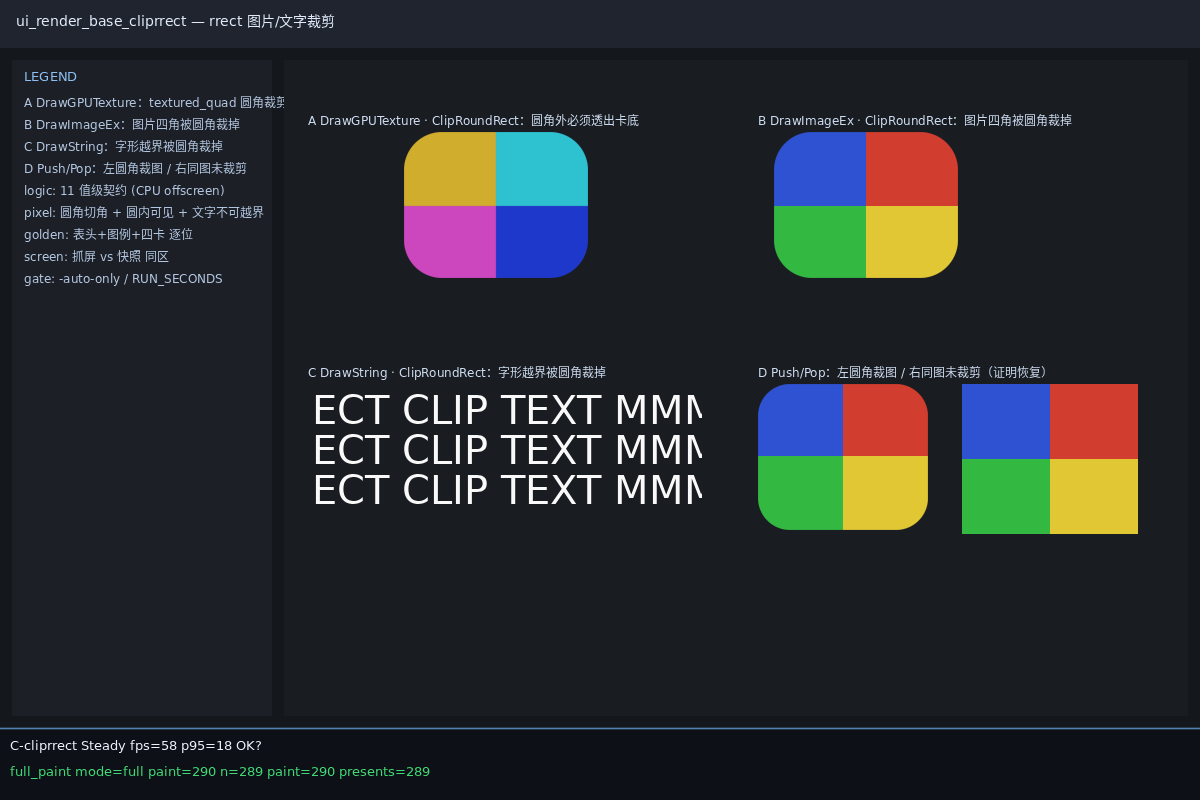 ui_render_base_cliprrect — rrect 图片/文字裁剪
LEGEND
A DrawGPUTexture：textured_quad 圆角裁剪
B DrawImageEx：图片四角被圆角裁掉
C DrawString：字形越界被圆角裁掉
D Push/Pop：左圆角裁图 / 右同图未裁剪
logic: 11 值级契约 (CPU offscreen)
pixel: 圆角切角 + 圆内可见 + 文字不可越界
golden: 表头+图例+四卡 逐位
screen: 抓屏 vs 快照 同区
gate: -auto-only / RUN_SECONDS
A DrawGPUTexture · ClipRoundRect：圆角外必须透出卡底
B DrawImageEx · ClipRoundRect：图片四角被圆角裁掉
C DrawString · ClipRoundRect：字形越界被圆角裁掉
ECT CLIP TEXT MMM
ECT CLIP TEXT MMM
ECT CLIP TEXT MMM
D Push/Pop：左圆角裁图 / 右同图未裁剪（证明恢复）
C-cliprrect Steady fps=58 p95=18 OK?
full_paint mode=full paint=290 n=289 paint=290 presents=289